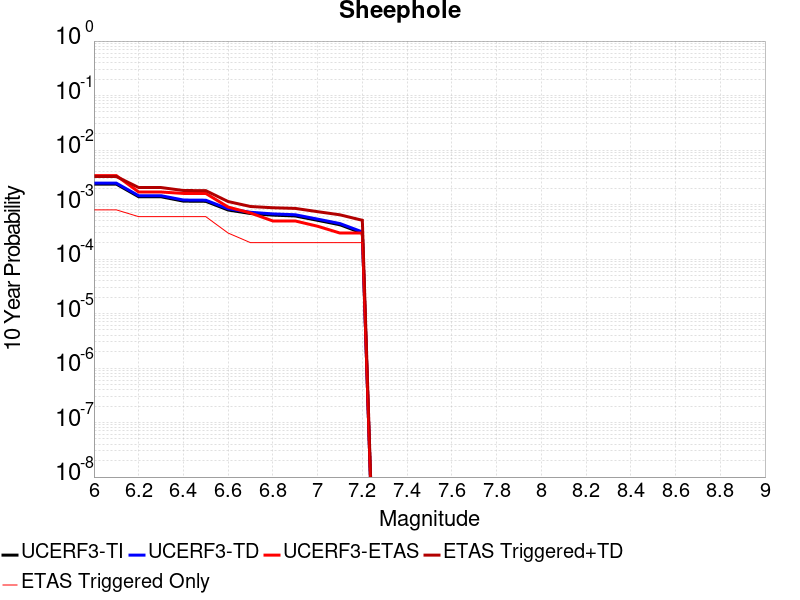 Sheephole
10 Year Probability
10^0
10^-1
10^-2
10^-3
10^-4
10^-5
10^-6
10^-7
10^-8
6 6.2 6.4 6.6 6.8 7 7.2 7.4 7.6 7.8 8 8.2 8.4 8.6 8.8 9
Magnitude
UCERF3-TI UCERF3-TD UCERF3-ETAS ETAS Triggered+TD
ETAS Triggered Only